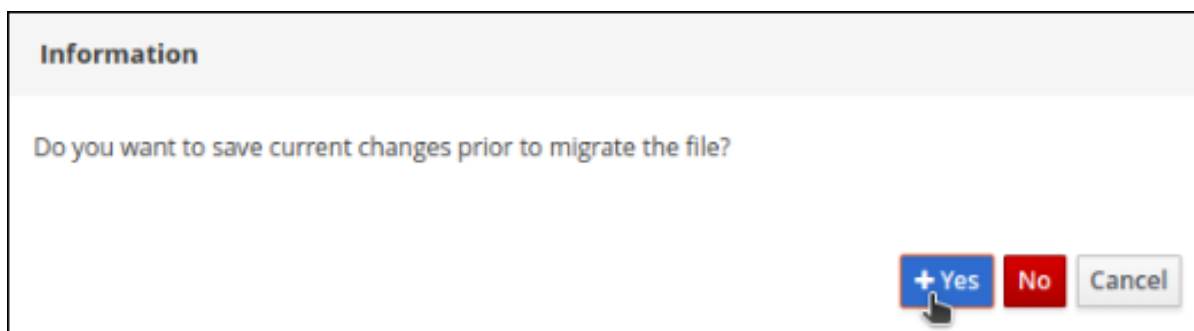 Information
Do you want to save current changes prior to migrate the file?
+ Yes No Cancel